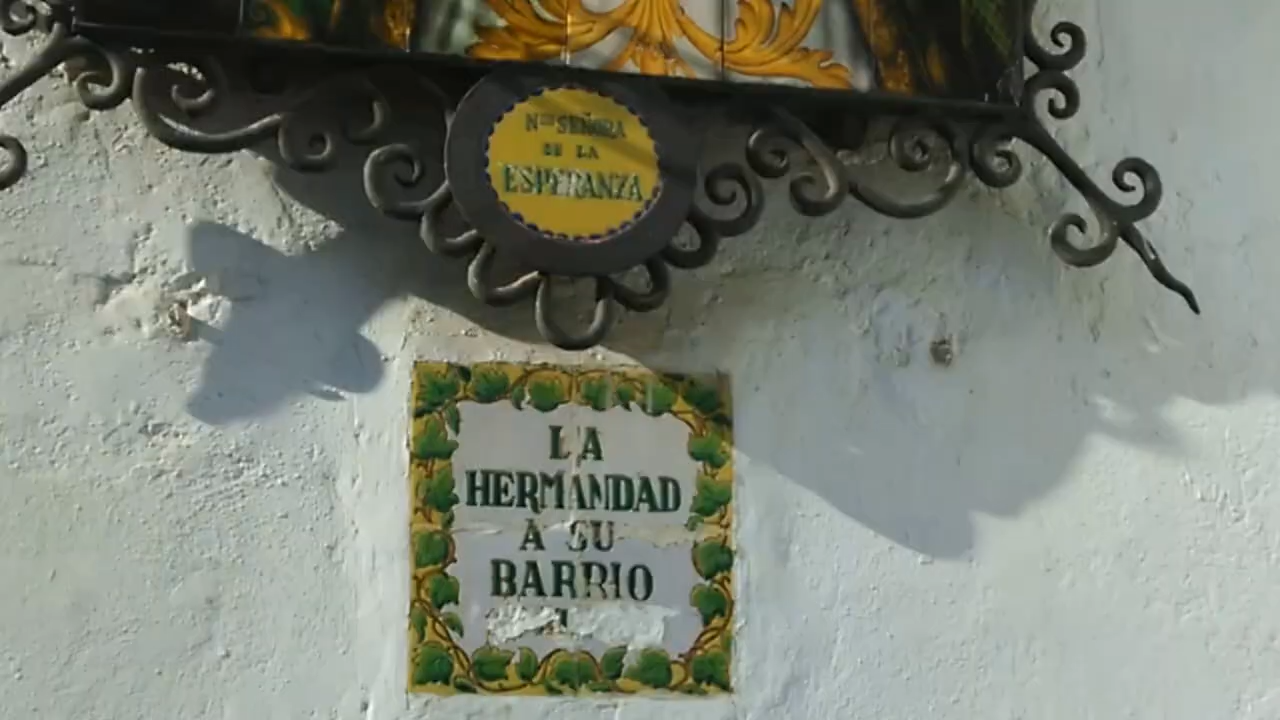 Nª SEÑORA
DE LA
ESPERANZA
LA
HERMANDAD
A SU
BARRIO